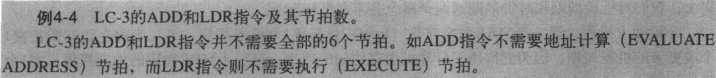 例4-4 LC-3的ADD和LDR指令及其节拍数。
LC-3的ADD和LDR指令并不需要全部的6个节拍。如ADD指令不需要地址计算（EVALUATE
ADDRESS）节拍，而LDR指令则不需要执行（EXECUTE）节拍。